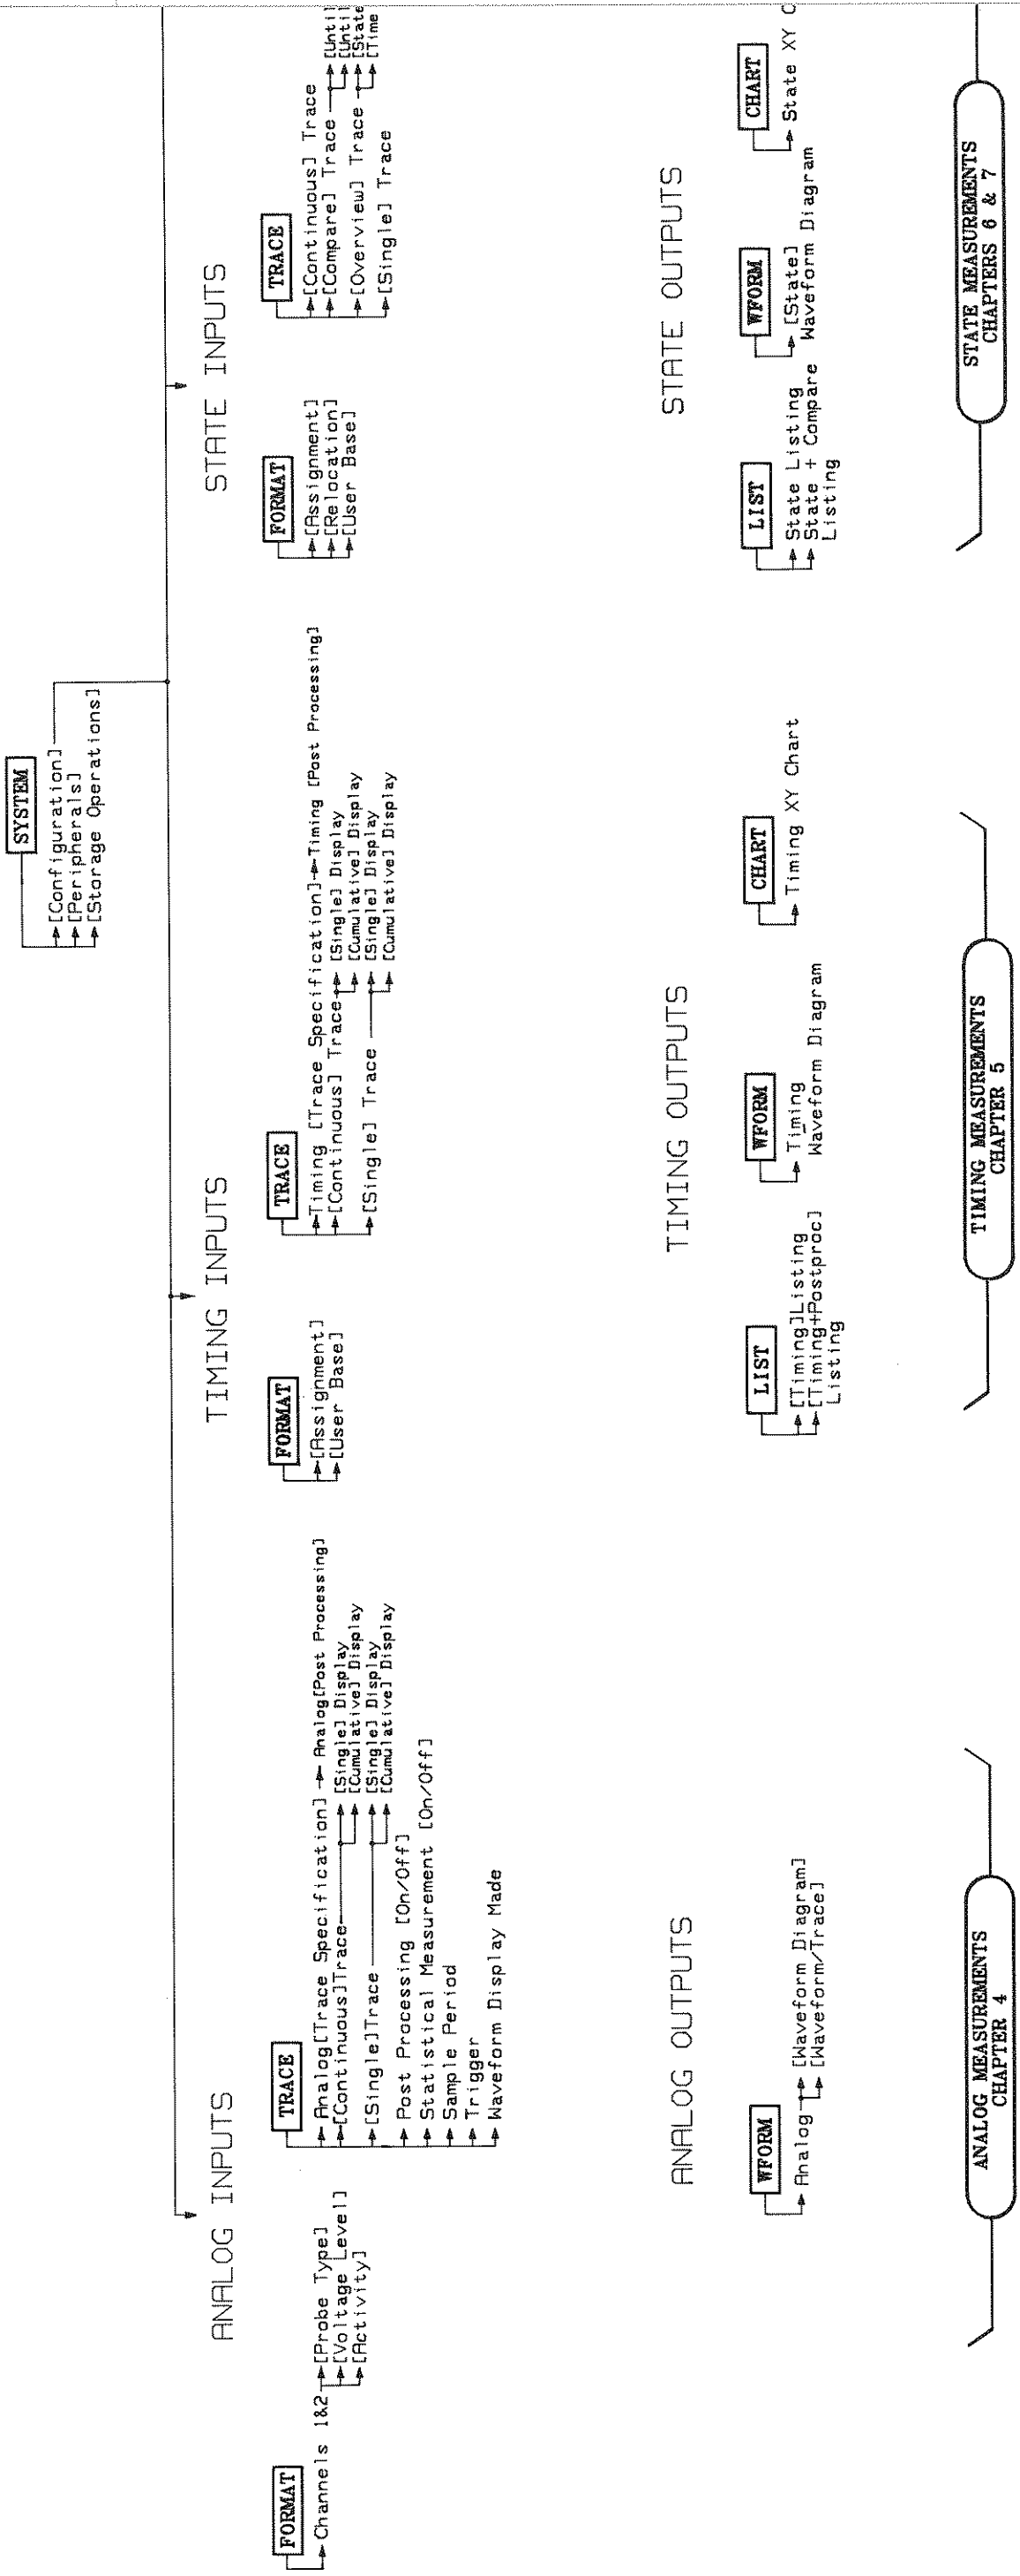 SYSTEM
[Configuration]
[Peripherals]
[Storage Operations]
ANALOG INPUTS
FORMAT
Channels 1&2
[Probe Type]
[Voltage Level]
[Activity]
TRACE
Analog[Trace Specification]
Analog[Post Processing]
[Continuous]Trace
[Single] Display
[Cumulative] Display
[Single]Trace
[Single] Display
[Cumulative] Display
Post Processing [On/Off]
Statistical Measurement [On/Off]
Sample Period
Trigger
Waveform Display Made
TIMING INPUTS
FORMAT
[Assignment]
[User Base]
TRACE
Timing [Trace Specification]
Timing [Post Processing]
[Continuous] Trace
[Single] Display
[Cumulative] Display
[Single] Trace
[Single] Display
[Cumulative] Display
STATE INPUTS
FORMAT
[Assignment]
[Relocation]
[User Base]
TRACE
[Continuous] Trace
[Compare] Trace
[Until
[Until
[Overview] Trace
[State
[Time
[Single] Trace
ANALOG OUTPUTS
WFORM
Analog
[Waveform Diagram]
[Waveform/Trace]
TIMING OUTPUTS
LIST
[Timing]Listing
[Timing+Postproc]
Listing
WFORM
Timing
Waveform Diagram
CHART
Timing XY Chart
STATE OUTPUTS
LIST
State Listing
State + Compare
Listing
WFORM
[State]
Waveform Diagram
CHART
State XY C
ANALOG MEASUREMENTS
CHAPTER 4
TIMING MEASUREMENTS
CHAPTER 5
STATE MEASUREMENTS
CHAPTERS 6 & 7